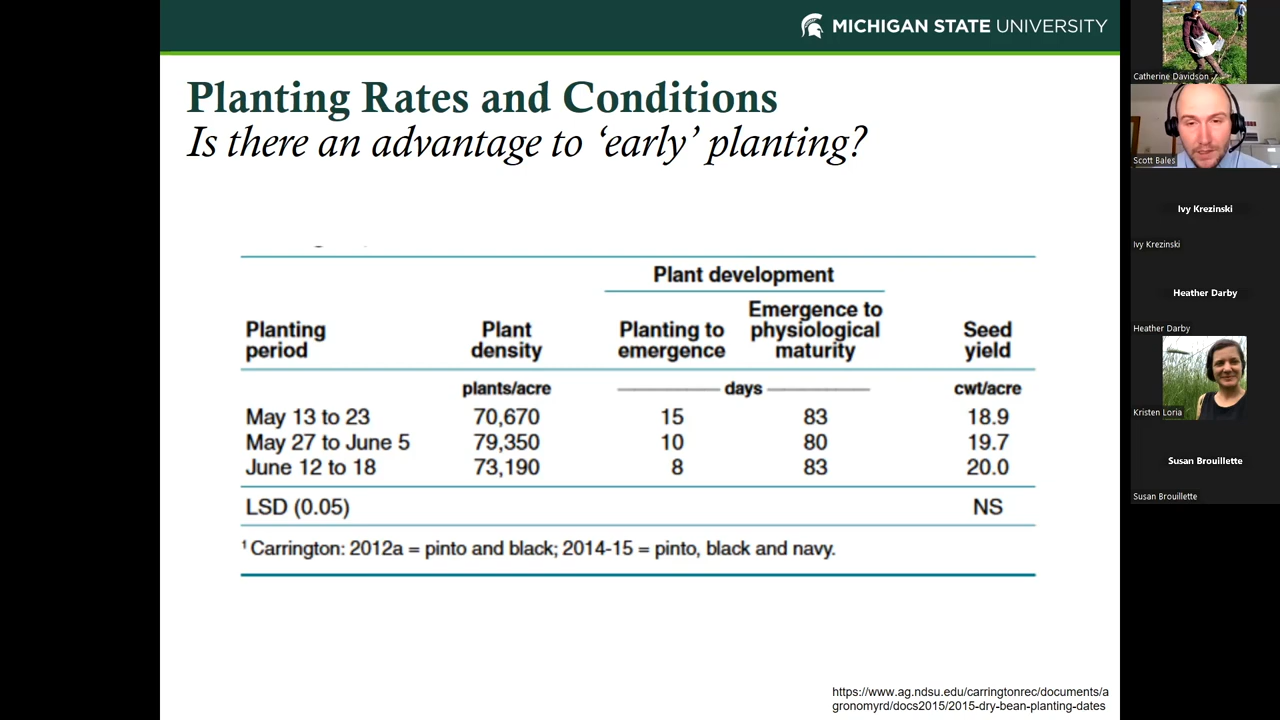 MICHIGAN STATE UNIVERSITY
Planting Rates and Conditions
Is there an advantage to ‘early’ planting?
Plant development
Planting period
Plant density
Planting to emergence
Emergence to physiological maturity
Seed yield
plants/acre
days
cwt/acre
May 13 to 23 70,670 15 83 18.9
May 27 to June 5 79,350 10 80 19.7
June 12 to 18 73,190 8 83 20.0
LSD (0.05) NS
¹ Carrington: 2012a = pinto and black; 2014-15 = pinto, black and navy.
https://www.ag.ndsu.edu/carringtonrec/documents/a
gronomyrd/docs2015/2015-dry-bean-planting-dates
Catherine Davidson
Scott Bales
Ivy Krezinski
Ivy Krezinski
Heather Darby
Heather Darby
Kristen Loria
Susan Brouillette
Susan Brouillette